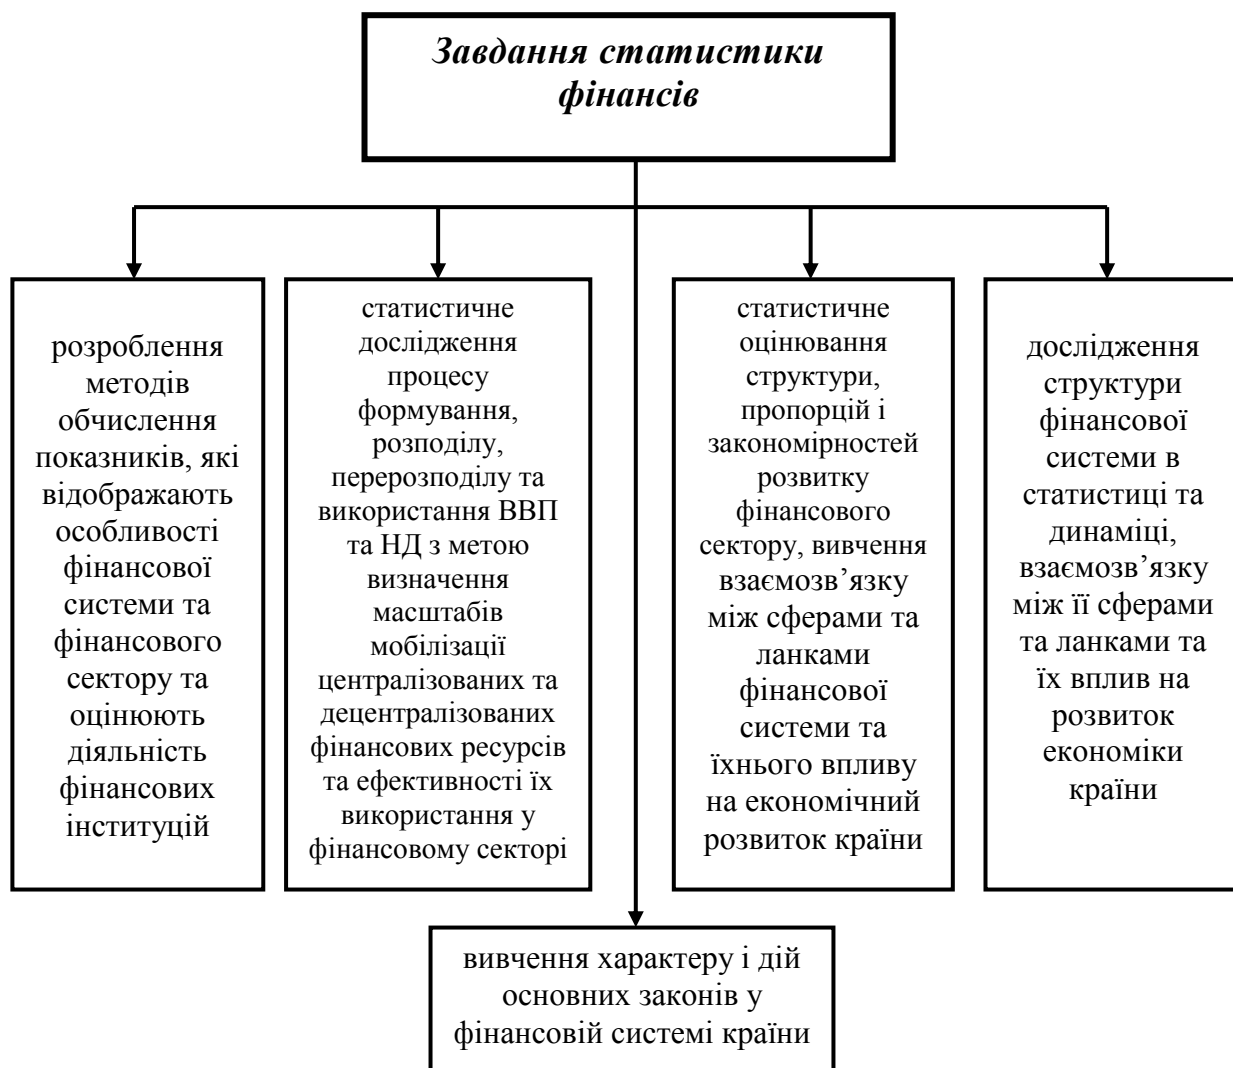 Завдання статистики
фінансів
розроблення
методів
обчислення
показників, які
відображають
особливості
фінансової
системи та
фінансового
сектору та
оцінюють
діяльність
фінансових
інституцій
статистичне
дослідження
процесу
формування,
розподілу,
перерозподілу та
використання ВВП
та НД з метою
визначення
масштабів
мобілізації
централізованих та
децентралізованих
фінансових ресурсів
та ефективності їх
використання у
фінансовому секторі
статистичне
оцінювання
структури,
пропорцій і
закономірностей
розвитку
фінансового
сектору, вивчення
взаємозв’язку
між сферами та
ланками
фінансової
системи та
їхнього впливу
на економічний
розвиток країни
дослідження
структури
фінансової
системи в
статистиці та
динаміці,
взаємозв’язку
між її сферами
та ланками та
їх вплив на
розвиток
економіки
країни
вивчення характеру і дій
основних законів у
фінансовій системі країни